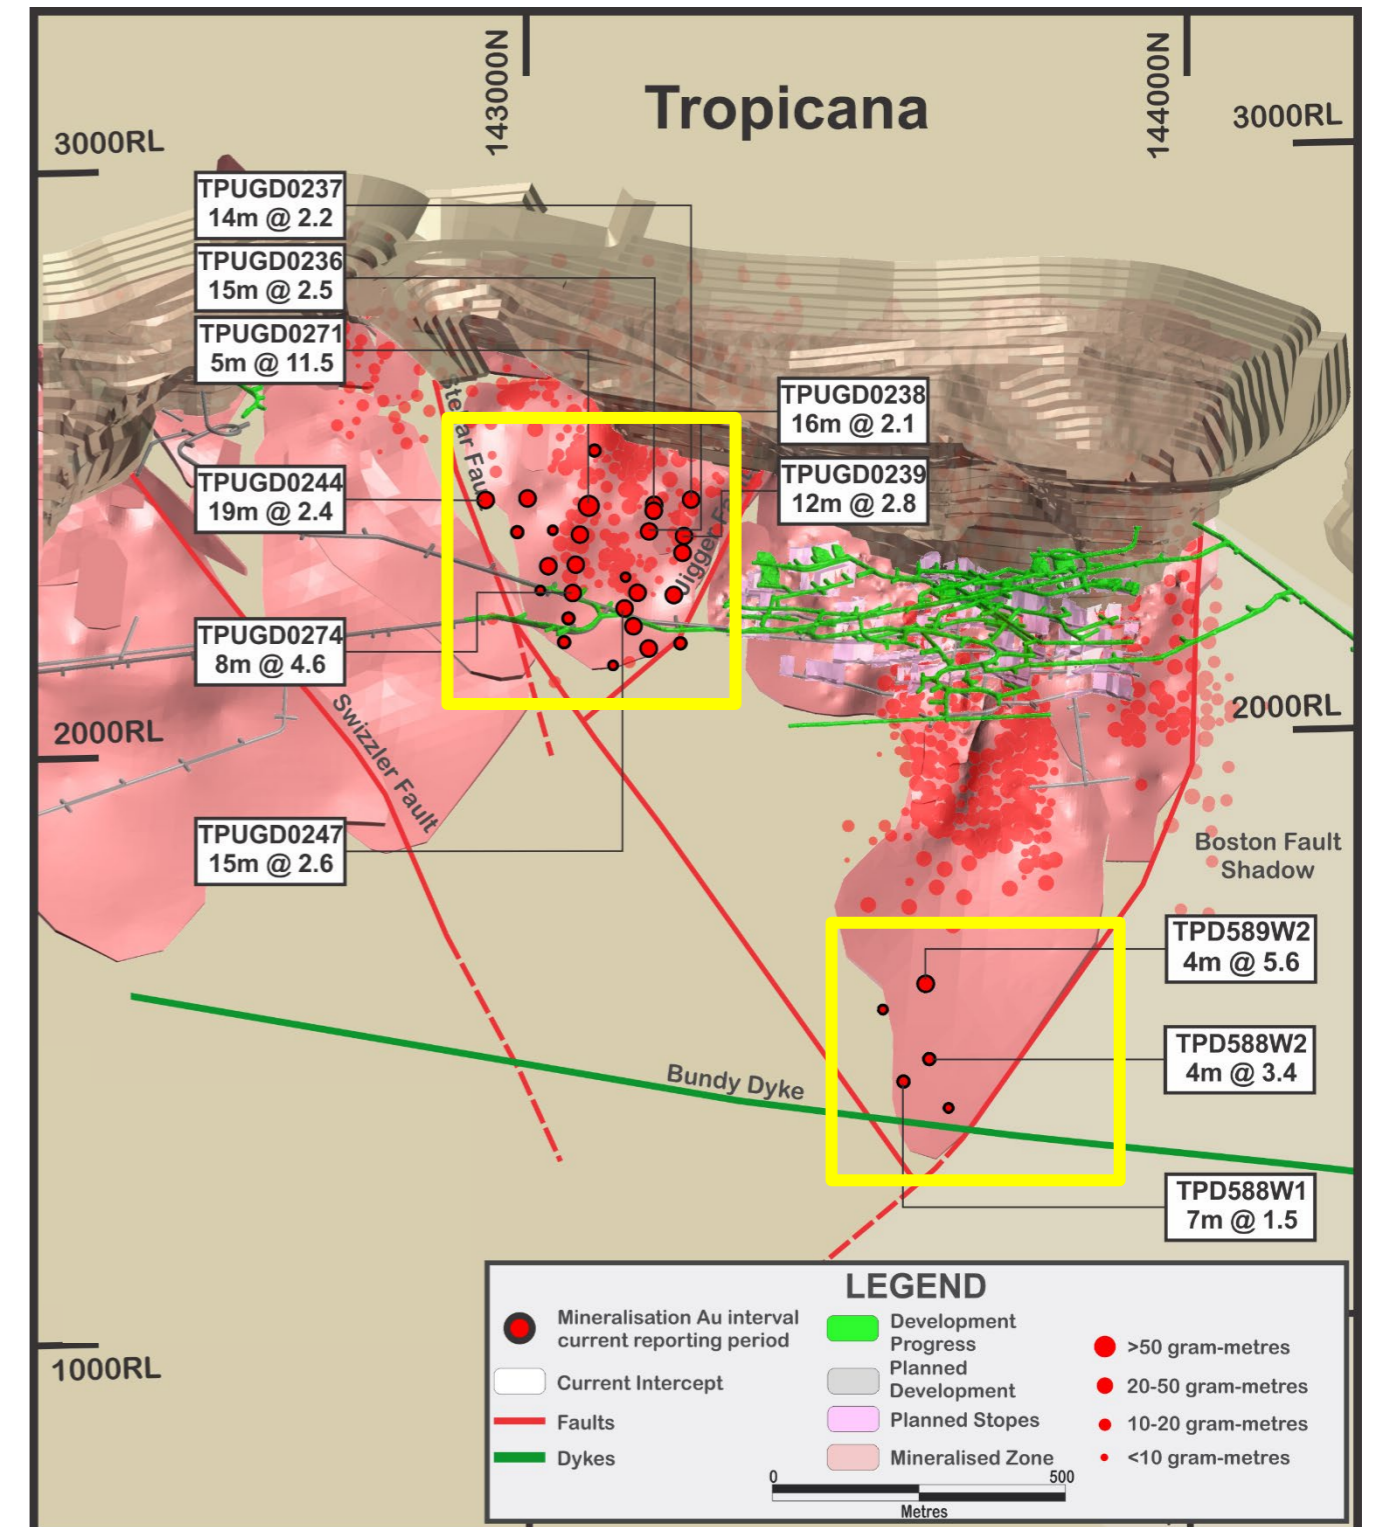 143000N
Tropicana
144000N
3000RL
3000RL
TPUGD0237
14m @ 2.2
TPUGD0236
15m @ 2.5
TPUGD0271
5m @ 11.5
TPUGD0238
16m @ 2.1
TPUGD0239
12m @ 2.8
TPUGD0244
19m @ 2.4
Jigger
TPUGD0274
8m @ 4.6
Swizzler Fault
2000RL
2000RL
TPUGD0247
15m @ 2.6
Boston Fault
Shadow
TPD589W2
4m @ 5.6
TPD588W2
4m @ 3.4
Bundy Dyke
TPD588W1
7m @ 1.5
1000RL
LEGEND
Mineralisation Au interval
current reporting period
Current Intercept
Faults
Dykes
Development
Progress
Planned
Development
Planned Stopes
Mineralised Zone
>50 gram-metres
20-50 gram-metres
10-20 gram-metres
<10 gram-metres
0 500
Metres